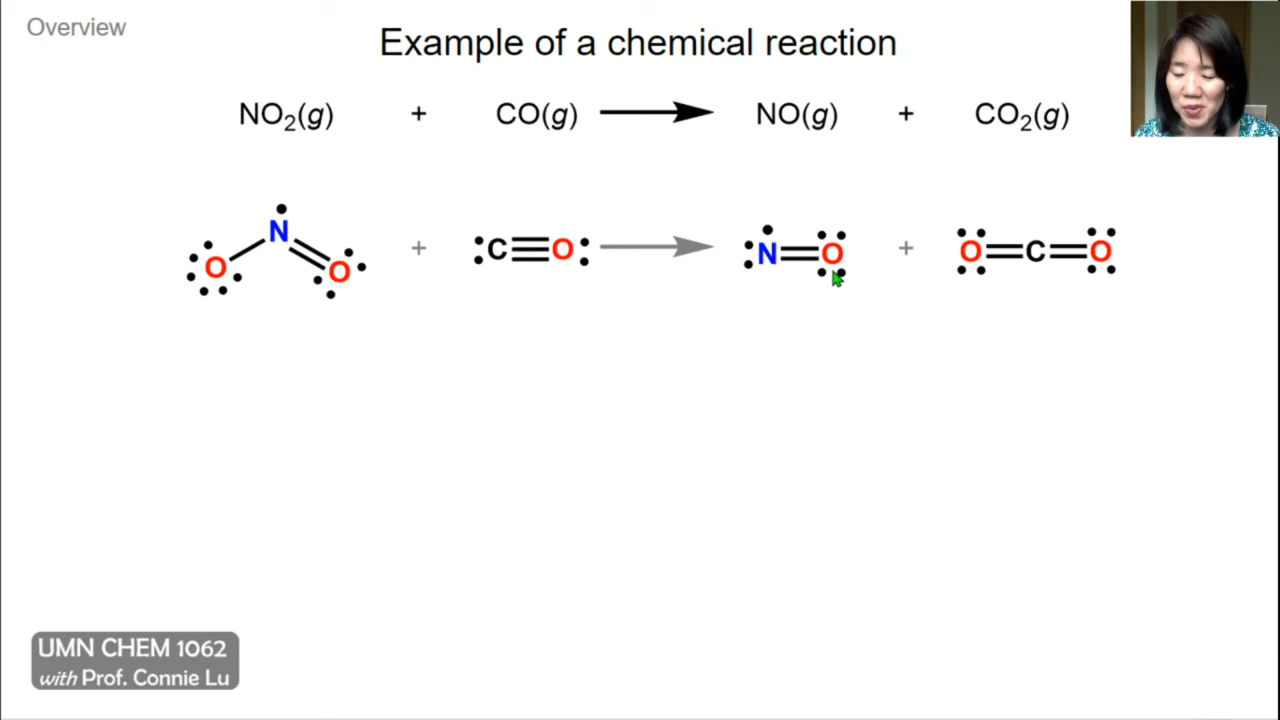 Overview
Example of a chemical reaction
NO₂(g) + CO(g) → NO(g) + CO₂(g)
O N O + :C≡O: → :N=O + O=C=O
UMN CHEM 1062
with Prof. Connie Lu